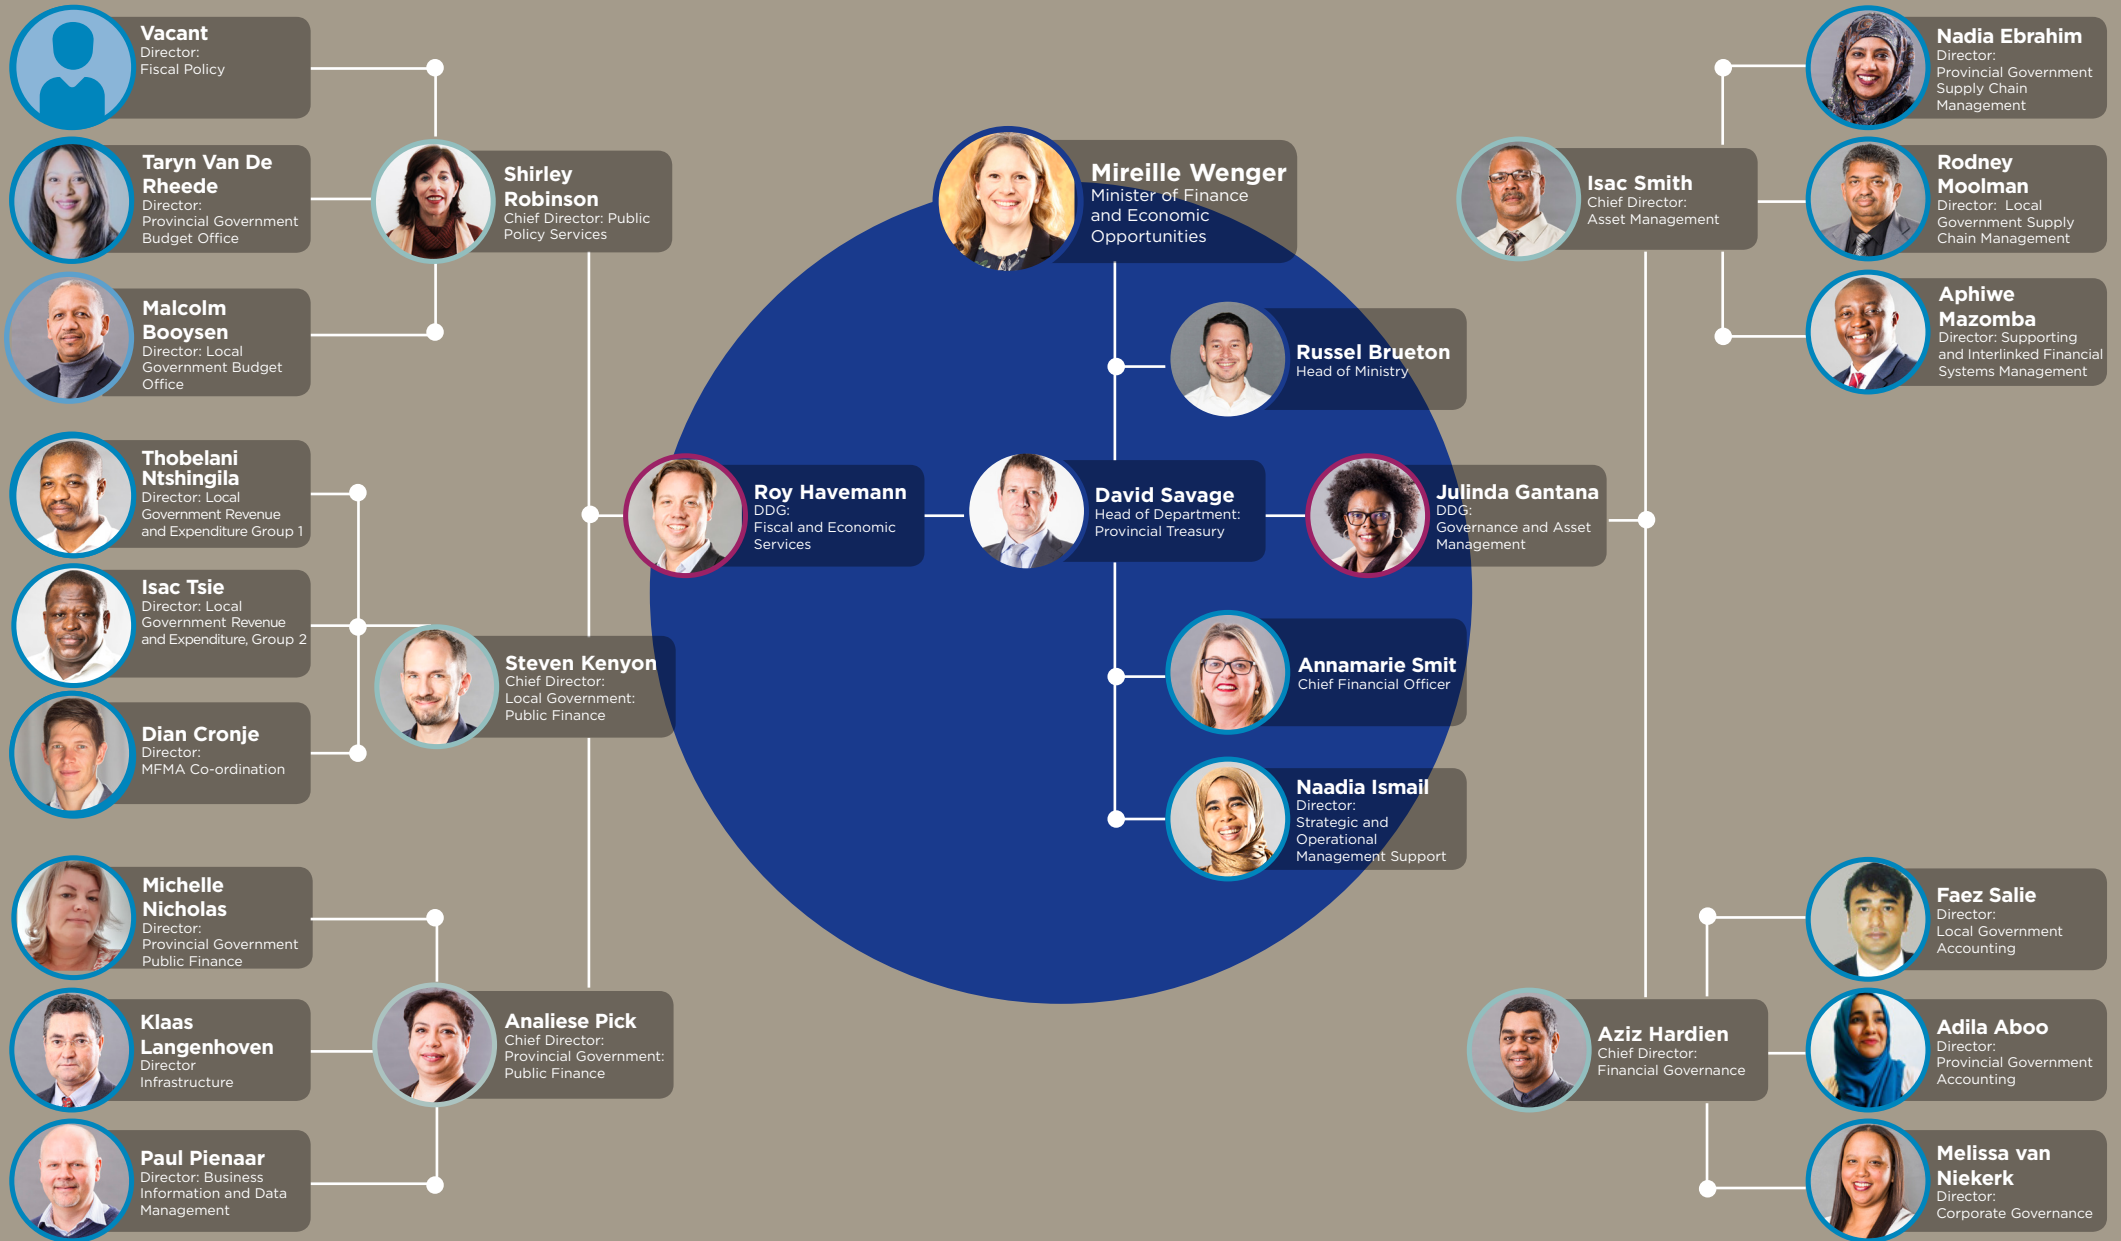 Vacant
Director:
Fiscal Policy
Taryn Van De
Rheede
Director:
Provincial Government
Budget Office
Malcolm
Booysen
Director: Local
Government Budget
Office
Shirley
Robinson
Chief Director: Public
Policy Services
Thobelani
Ntshingila
Director: Local
Government Revenue
and Expenditure Group 1
Isac Tsie
Director: Local
Government Revenue
and Expenditure, Group 2
Dian Cronje
Director:
MFMA Co-ordination
Steven Kenyon
Chief Director:
Local Government:
Public Finance
Michelle
Nicholas
Director:
Provincial Government
Public Finance
Klaas
Langenhoven
Director
Infrastructure
Paul Pienaar
Director: Business
Information and Data
Management
Analiese Pick
Chief Director:
Provincial Government:
Public Finance
Mireille Wenger
Minister of Finance
and Economic
Opportunities
Russel Brueton
Head of Ministry
Roy Havemann
DDG:
Fiscal and Economic
Services
David Savage
Head of Department:
Provincial Treasury
Julinda Gantana
DDG:
Governance and Asset
Management
Annamarie Smit
Chief Financial Officer
Naadia Ismail
Director:
Strategic and
Operational
Management Support
Isac Smith
Chief Director:
Asset Management
Nadia Ebrahim
Director:
Provincial Government
Supply Chain
Management
Rodney
Moolman
Director: Local
Government Supply
Chain Management
Aphiwe
Mazomba
Director: Supporting
and Interlinked Financial
Systems Management
Aziz Hardien
Chief Director:
Financial Governance
Faez Salie
Director:
Local Government
Accounting
Adila Aboo
Director:
Provincial Government
Accounting
Melissa van
Niekerk
Director:
Corporate Governance